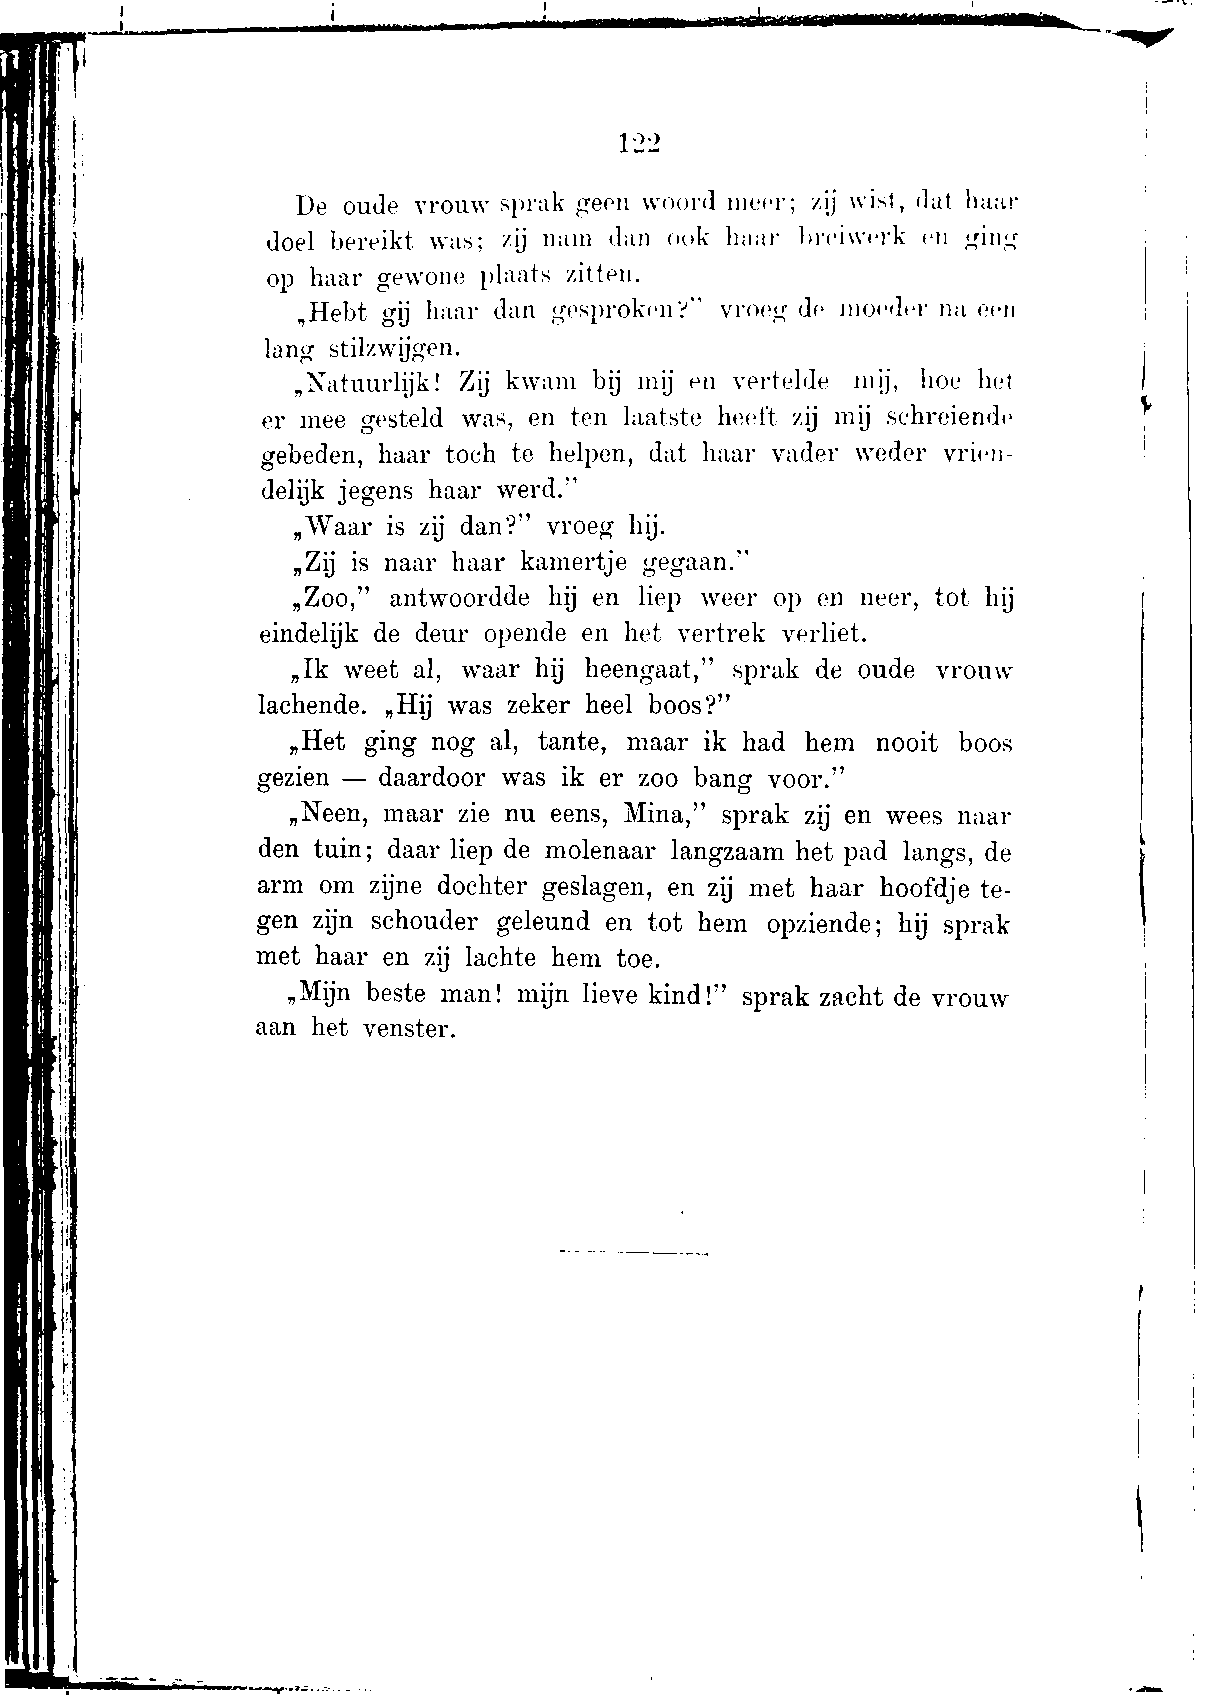 122
De oude vrouw sprak geen woord meer; zij wist, dat haar
doel bereikt was; zij nam dan ook haar breiwerk en ging
op haar gewone plaats zitten.
„Hebt gij haar dan gesproken?” vroeg de moeder na een
lang stilzwijgen.
„Natuurlijk! Zij kwam bij mij en vertelde mij, hoe het
er mee gesteld was, en ten laatste heeft zij mij schreiende
gebeden, haar toch te helpen, dat haar vader weder vrien-
delijk jegens haar werd.”
„Waar is zij dan?” vroeg hij.
„Zij is naar haar kamertje gegaan.”
„Zoo,” antwoordde hij en liep weer op en neer, tot hij
eindelijk de deur opende en het vertrek verliet.
„Ik weet al, waar hij heengaat,” sprak de oude vrouw
lachende. „Hij was zeker heel boos?”
„Het ging nog al, tante, maar ik had hem nooit boos
gezien — daardoor was ik er zoo bang voor.”
„Neen, maar zie nu eens, Mina,” sprak zij en wees naar
den tuin; daar liep de molenaar langzaam het pad langs, de
arm om zijne dochter geslagen, en zij met haar hoofdje te-
gen zijn schouder geleund en tot hem opziende; hij sprak
met haar en zij lachte hem toe.
„Mijn beste man! mijn lieve kind!” sprak zacht de vrouw
aan het venster.